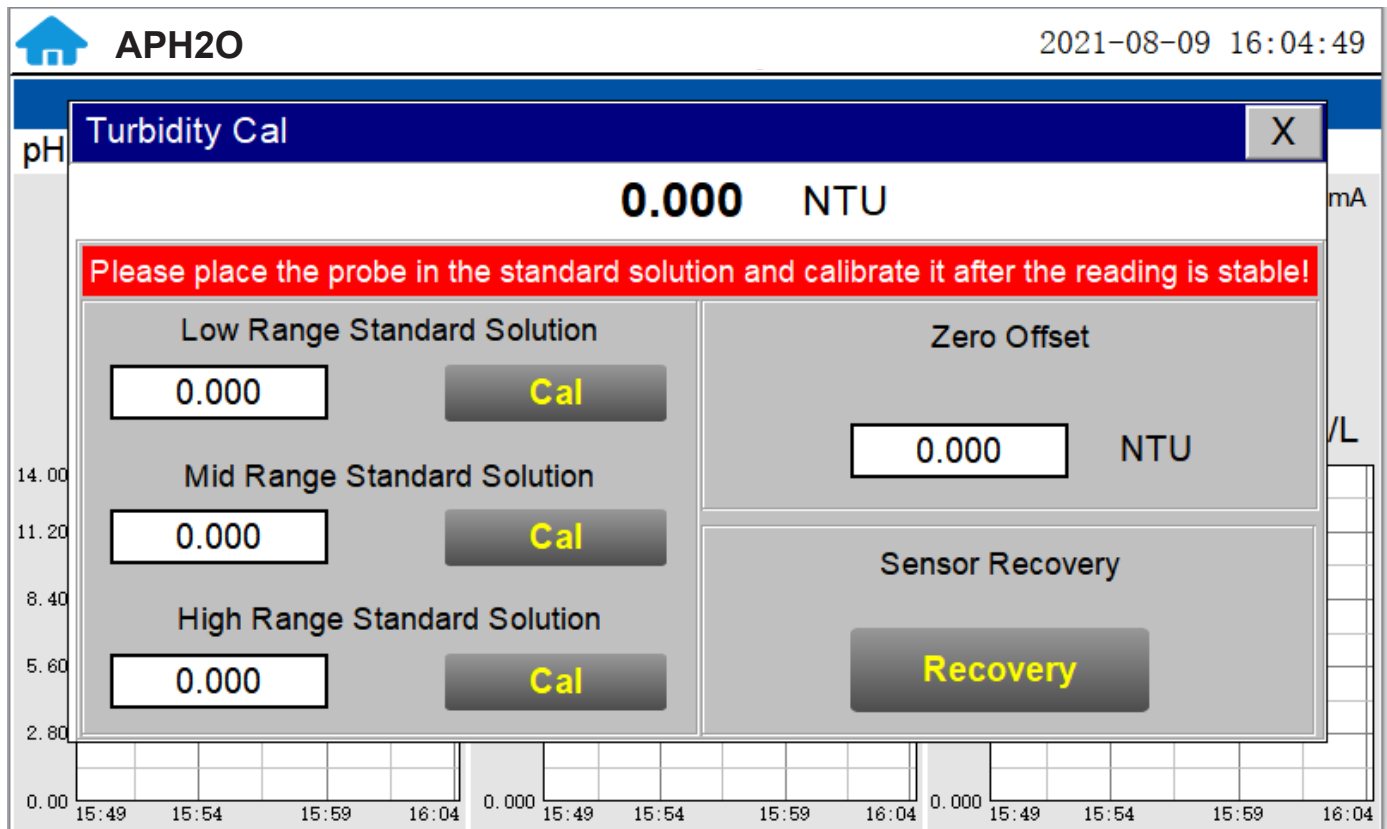 APH2O 2021-08-09 16:04:49
Turbidity Cal X
pH
0.000 NTU
mA
Please place the probe in the standard solution and calibrate it after the reading is stable!
Low Range Standard Solution
0.000 Cal
Mid Range Standard Solution
0.000 Cal
High Range Standard Solution
0.000 Cal
Zero Offset
0.000 NTU
Sensor Recovery
Recovery
/L
14.00
11.20
8.40
5.60
2.80
0.00 0.000 0.000
15:49 15:54 15:59 16:04 15:49 15:54 15:59 16:04 15:49 15:54 15:59 16:04